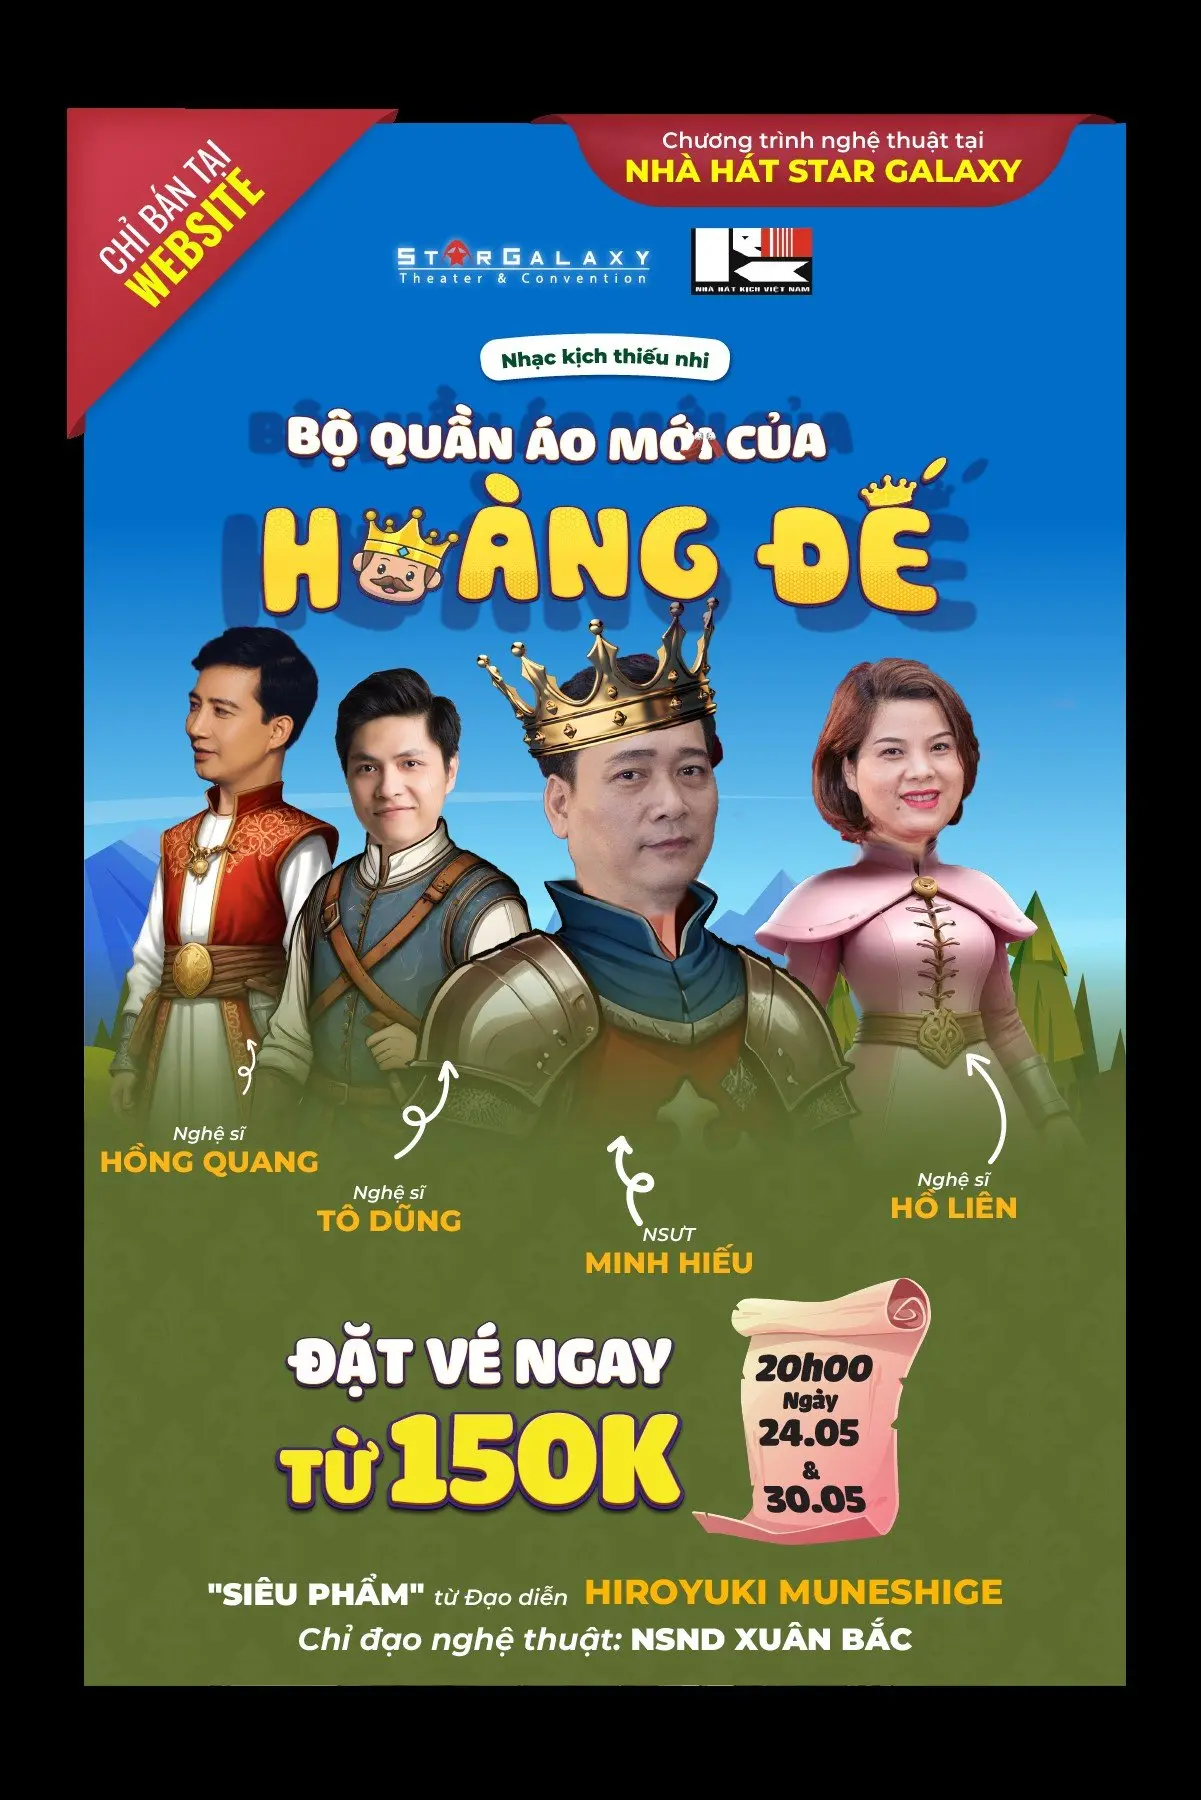 CHỈ BÁN TẠI
WEBSITE
Chương trình nghệ thuật tại
NHÀ HÁT STAR GALAXY
STARGALAXY
Theater & Convention
NHÀ HÁT KỊCH VIỆT NAM
Nhạc kịch thiếu nhi
BỘ QUẦN ÁO MỚI CỦA
HOÀNG ĐẾ
Nghệ sĩ
HỒNG QUANG
Nghệ sĩ
TÔ DŨNG
NSƯT
MINH HIẾU
Nghệ sĩ
HỒ LIÊN
ĐẶT VÉ NGAY
TỪ 150K
20h00
Ngày
24.05
&
30.05
"SIÊU PHẨM" từ Đạo diễn HIROYUKI MUNESHIGE
Chỉ đạo nghệ thuật: NSND XUÂN BẮC